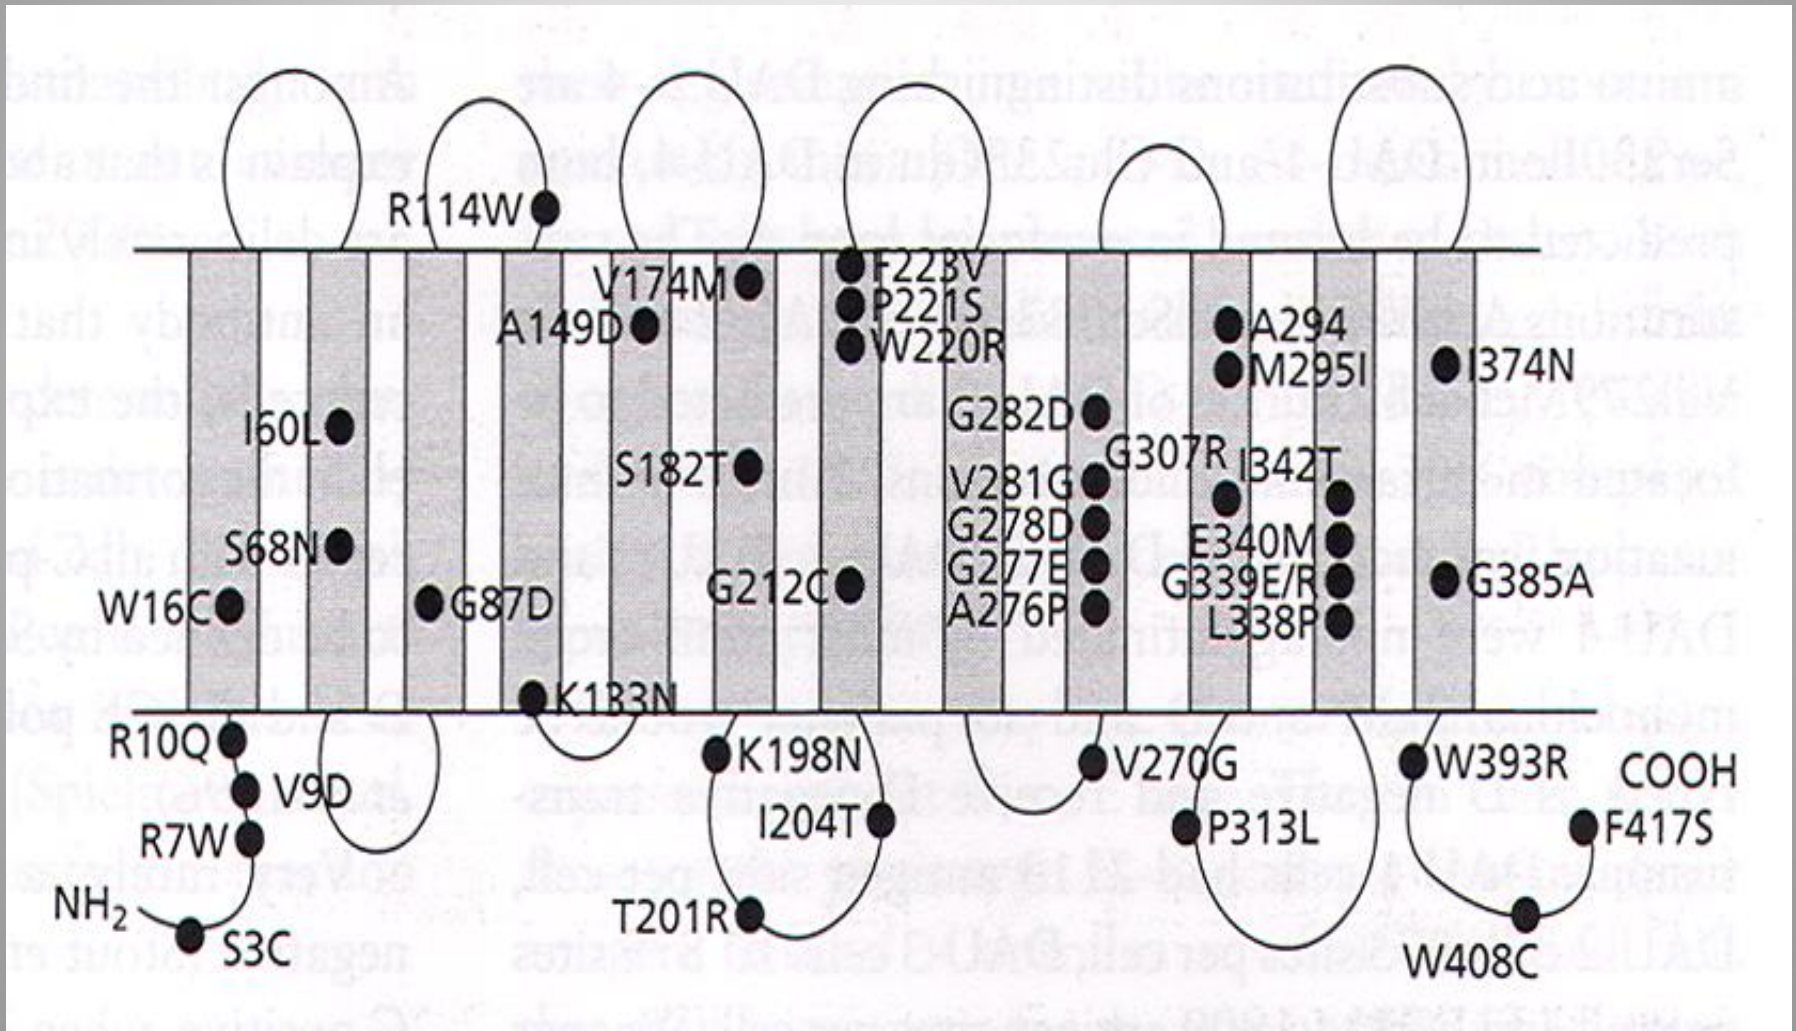 R114W
V174M
F223V
P221S
A149D
W220R
A294
M295I
I374N
I60L
G282D
G307R
I342T
S182T
V281G
G278D
S68N
E340M
G277E
G212C
G339E/R
G385A
W16C
G87D
A276P
L338P
K133N
R10Q
K198N
V270G
W393R
COOH
V9D
R7W
I204T
P313L
F417S
NH₂
T201R
S3C
W408C